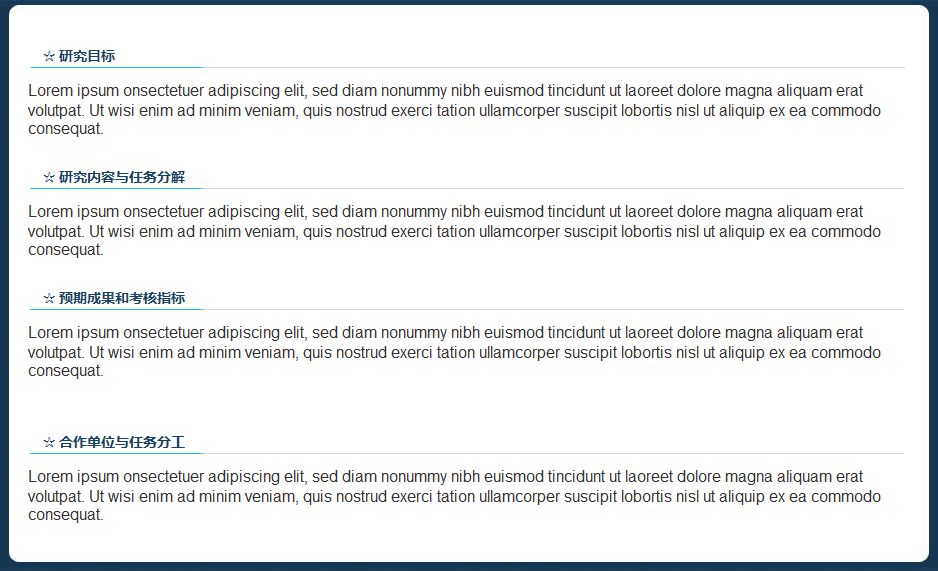 ☆ 研究目标
Lorem ipsum onsectetuer adipiscing elit, sed diam nonummy nibh euismod tincidunt ut laoreet dolore magna aliquam erat
volutpat. Ut wisi enim ad minim veniam, quis nostrud exerci tation ullamcorper suscipit lobortis nisl ut aliquip ex ea commodo
consequat.
☆ 研究内容与任务分解
Lorem ipsum onsectetuer adipiscing elit, sed diam nonummy nibh euismod tincidunt ut laoreet dolore magna aliquam erat
volutpat. Ut wisi enim ad minim veniam, quis nostrud exerci tation ullamcorper suscipit lobortis nisl ut aliquip ex ea commodo
consequat.
☆ 预期成果和考核指标
Lorem ipsum onsectetuer adipiscing elit, sed diam nonummy nibh euismod tincidunt ut laoreet dolore magna aliquam erat
volutpat. Ut wisi enim ad minim veniam, quis nostrud exerci tation ullamcorper suscipit lobortis nisl ut aliquip ex ea commodo
consequat.
☆ 合作单位与任务分工
Lorem ipsum onsectetuer adipiscing elit, sed diam nonummy nibh euismod tincidunt ut laoreet dolore magna aliquam erat
volutpat. Ut wisi enim ad minim veniam, quis nostrud exerci tation ullamcorper suscipit lobortis nisl ut aliquip ex ea commodo
consequat.